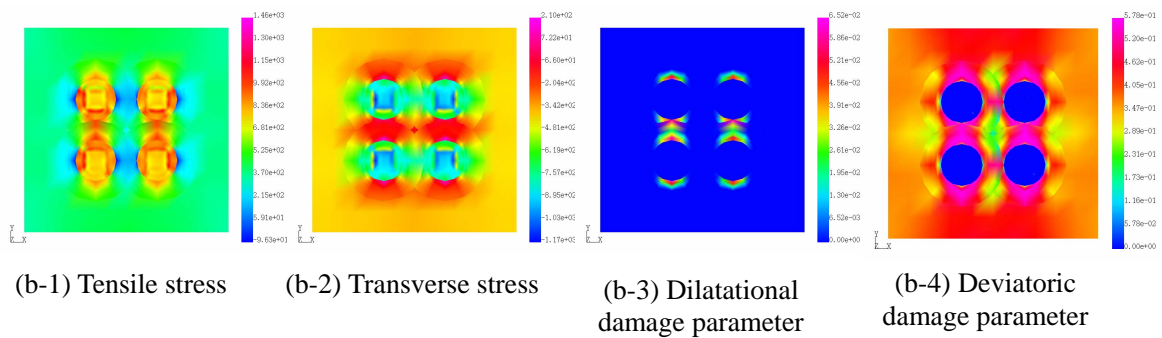 1.46e+03
1.30e+03
1.15e+03
9.92e+02
8.36e+02
6.81e+02
5.25e+02
3.70e+02
2.15e+02
5.91e+01
-9.63e+01
Y
Z X
(b-1) Tensile stress
2.10e+02
7.22e+01
-6.60e+01
-2.04e+02
-3.42e+02
-4.81e+02
-6.19e+02
-7.57e+02
-8.95e+02
-1.03e+03
-1.17e+03
Y
Z X
(b-2) Transverse stress
6.52e-02
5.86e-02
5.21e-02
4.56e-02
3.91e-02
3.26e-02
2.61e-02
1.95e-02
1.30e-02
6.52e-03
0.00e+00
Y
Z X
(b-3) Dilatational
damage parameter
5.78e-01
5.20e-01
4.62e-01
4.04e-01
3.47e-01
2.89e-01
2.31e-01
1.73e-01
1.16e-01
5.78e-02
0.00e+00
Y
Z X
(b-4) Deviatoric
damage parameter